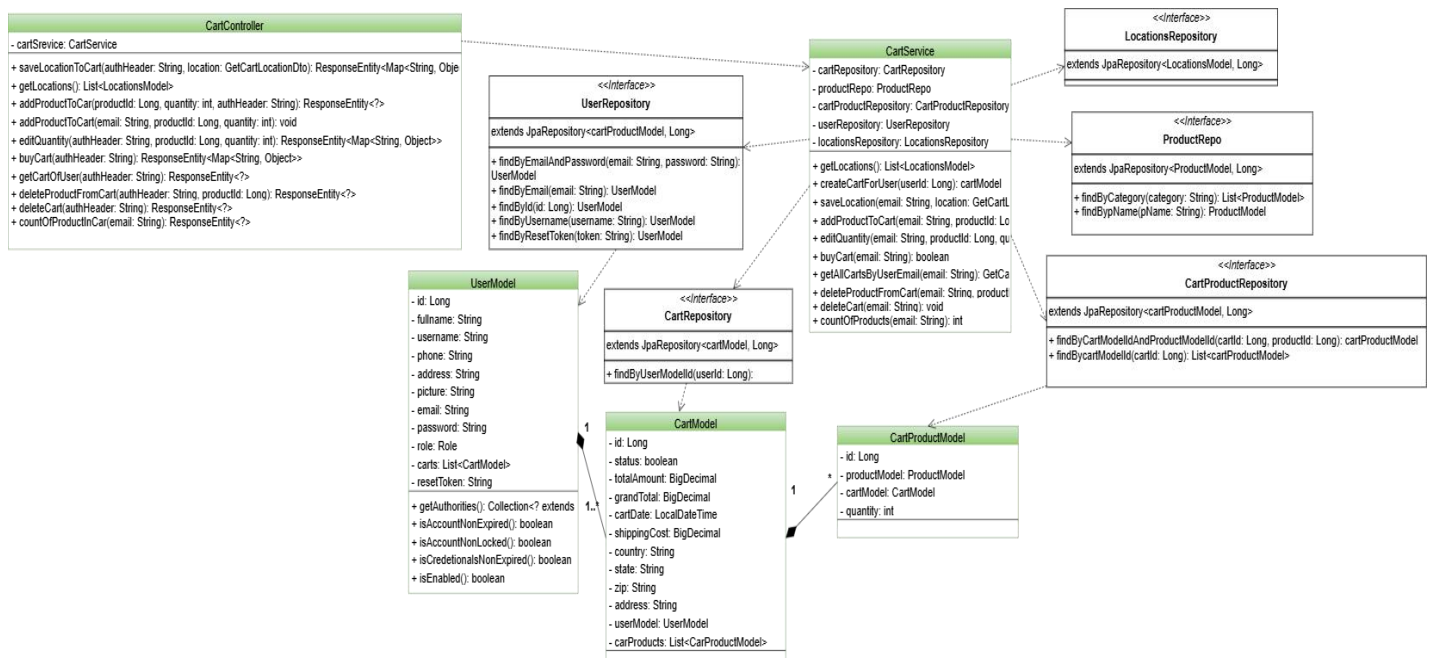 CartController
- cartSrevice: CartService
+ saveLocationToCart(authHeader: String, location: GetCartLocationDto): ResponseEntity<Map<String, Obje
+ getLocations(): List<LocationsModel>
+ addProductToCar(productId: Long, quantity: int, authHeader: String): ResponseEntity<?>
+ addProductToCart(email: String, productId: Long, quantity: int): void
+ editQuantity(authHeader: String, productId: Long, quantity: int): ResponseEntity<Map<String, Object>>
+ buyCart(authHeader: String): ResponseEntity<Map<String, Object>>
+ getCartOfUser(authHeader: String): ResponseEntity<?>
+ deleteProductFromCart(authHeader: String, productId: Long): ResponseEntity<?>
+ deleteCart(authHeader: String): ResponseEntity<?>
+ countOfProductInCar(email: String): ResponseEntity<?>
<<Interface>>
UserRepository
extends JpaRepository<cartProductModel, Long>
+ findByEmailAndPassword(email: String, password: String):
UserModel
+ findByEmail(email: String): UserModel
+ findById(id: Long): UserModel
+ findByUsername(username: String): UserModel
+ findByResetToken(token: String): UserModel
CartService
- cartRepository: CartRepository
- productRepo: ProductRepo
- cartProductRepository: CartProductRepository
- userRepository: UserRepository
- locationsRepository: LocationsRepository
+ getLocations(): List<LocationsModel>
+ createCartForUser(userId: Long): cartModel
+ saveLocation(email: String, location: GetCartL
+ addProductToCart(email: String, productId: Lo
+ editQuantity(email: String, productId: Long, qu
+ buyCart(email: String): boolean
+ getAllCartsByUserEmail(email: String): GetCa
+ deleteProductFromCart(email: String, product
+ deleteCart(email: String): void
+ countOfProducts(email: String): int
<<Interface>>
LocationsRepository
extends JpaRepository<LocationsModel, Long>
<<Interface>>
ProductRepo
extends JpaRepository<ProductModel, Long>
+ findByCategory(category: String): List<ProductModel>
+ findBypName(pName: String): ProductModel
<<Interface>>
CartProductRepository
extends JpaRepository<cartProductModel, Long>
+ findByCartModelIdAndProductModelId(cartId: Long, productId: Long): cartProductModel
+ findBycartModelId(cartId: Long): List<cartProductModel>
UserModel
- id: Long
- fullname: String
- username: String
- phone: String
- address: String
- picture: String
- email: String
- password: String
- role: Role
- carts: List<CartModel>
- resetToken: String
+ getAuthorities(): Collection<? extends
+ isAccountNonExpired(): boolean
+ isAccountNonLocked(): boolean
+ isCredetionalsNonExpired(): boolean
+ isEnabled(): boolean
<<Interface>>
CartRepository
extends JpaRepository<cartModel, Long>
+ findByUserModelId(userId: Long):
1
1..*
CartModel
- id: Long
- status: boolean
- totalAmount: BigDecimal
- grandTotal: BigDecimal
- cartDate: LocalDateTime
- shippingCost: BigDecimal
- country: String
- state: String
- zip: String
- address: String
- userModel: UserModel
- carProducts: List<CarProductModel>
1
*
CartProductModel
- id: Long
- productModel: ProductModel
- cartModel: CartModel
- quantity: int